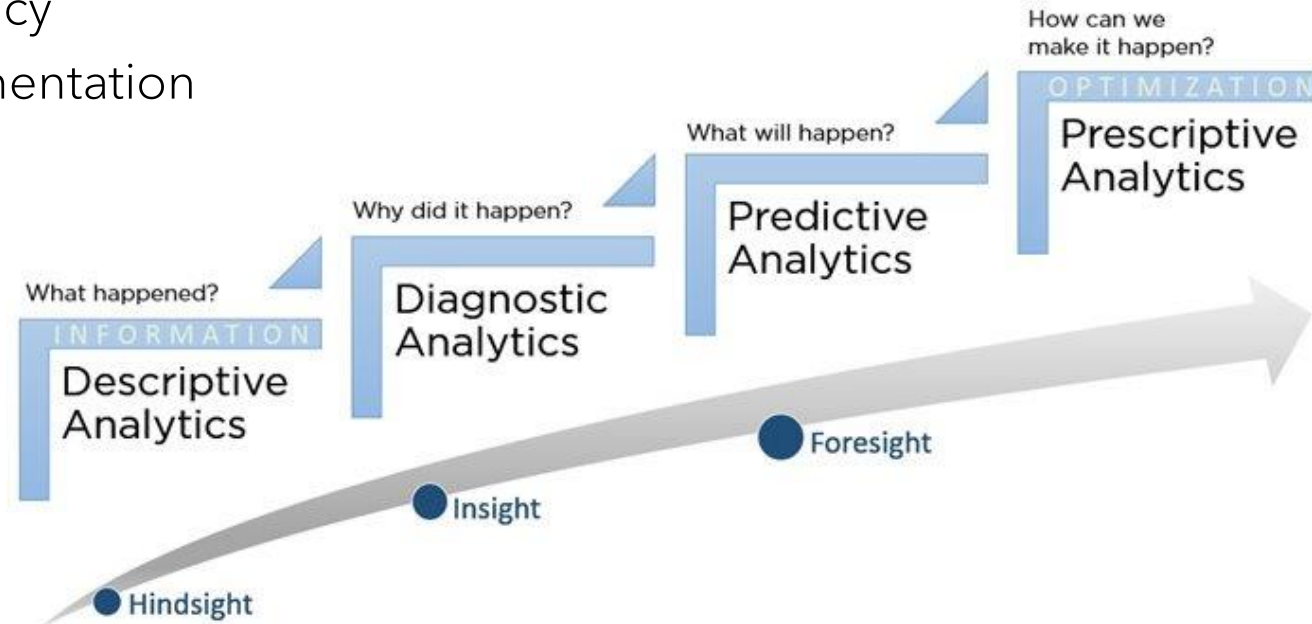 cy
nentation
How can we
make it happen?
OPTIMIZATION
Prescriptive
Analytics
What will happen?
Predictive
Analytics
Why did it happen?
Diagnostic
Analytics
What happened?
INFORMATION
Descriptive
Analytics
Foresight
Insight
Hindsight